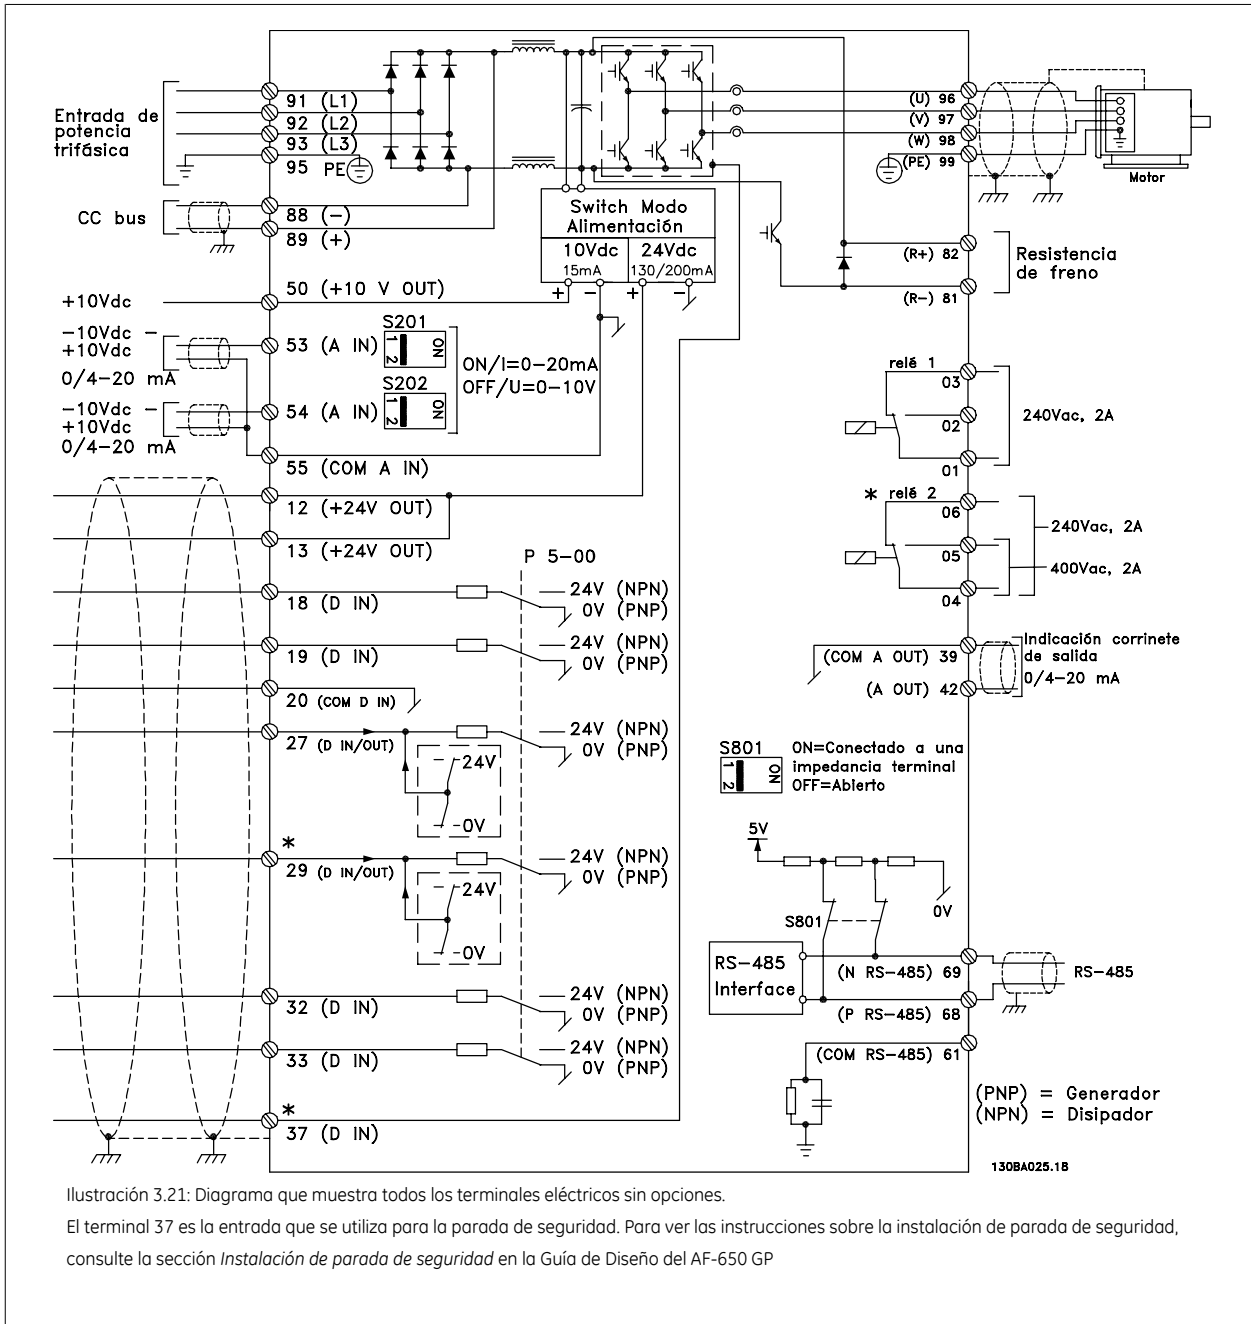 Entrada de
potencia
trifásica
91 (L1)
92 (L2)
93 (L3)
95 PE
CC bus
88 (−)
89 (+)
+10Vdc
50 (+10 V OUT)
−10Vdc −
+10Vdc
0/4−20 mA
53 (A IN)
S201
1 2
ON
ON/I=0−20mA
OFF/U=0−10V
S202
1 2
ON
−10Vdc −
+10Vdc
0/4−20 mA
54 (A IN)
55 (COM A IN)
12 (+24V OUT)
13 (+24V OUT)
P 5-00
18 (D IN)
24V (NPN)
0V (PNP)
19 (D IN)
24V (NPN)
0V (PNP)
20 (COM D IN)
27 (D IN/OUT)
24V (NPN)
0V (PNP)
24V
0V
*
29 (D IN/OUT)
24V (NPN)
0V (PNP)
24V
0V
32 (D IN)
24V (NPN)
0V (PNP)
33 (D IN)
24V (NPN)
0V (PNP)
*
37 (D IN)
Switch Modo
Alimentación
10Vdc
15mA
24Vdc
130/200mA
+ − + −
(U) 96
(V) 97
(W) 98
(PE) 99
Motor
(R+) 82
(R−) 81
Resistencia
de freno
relé 1
03
02
01
240Vac, 2A
* relé 2
06
05
04
240Vac, 2A
400Vac, 2A
(COM A OUT) 39
(A OUT) 42
Indicación corrinete
de salida
0/4−20 mA
S801
1 2
ON
ON=Conectado a una
impedancia terminal
OFF=Abierto
5V
S801
0V
RS−485
Interface
(N RS−485) 69
(P RS−485) 68
RS−485
(COM RS−485) 61
(PNP) = Generador
(NPN) = Disipador
130BA025.18
Ilustración 3.21: Diagrama que muestra todos los terminales eléctricos sin opciones.
El terminal 37 es la entrada que se utiliza para la parada de seguridad. Para ver las instrucciones sobre la instalación de parada de seguridad,
consulte la sección Instalación de parada de seguridad en la Guía de Diseño del AF-650 GP